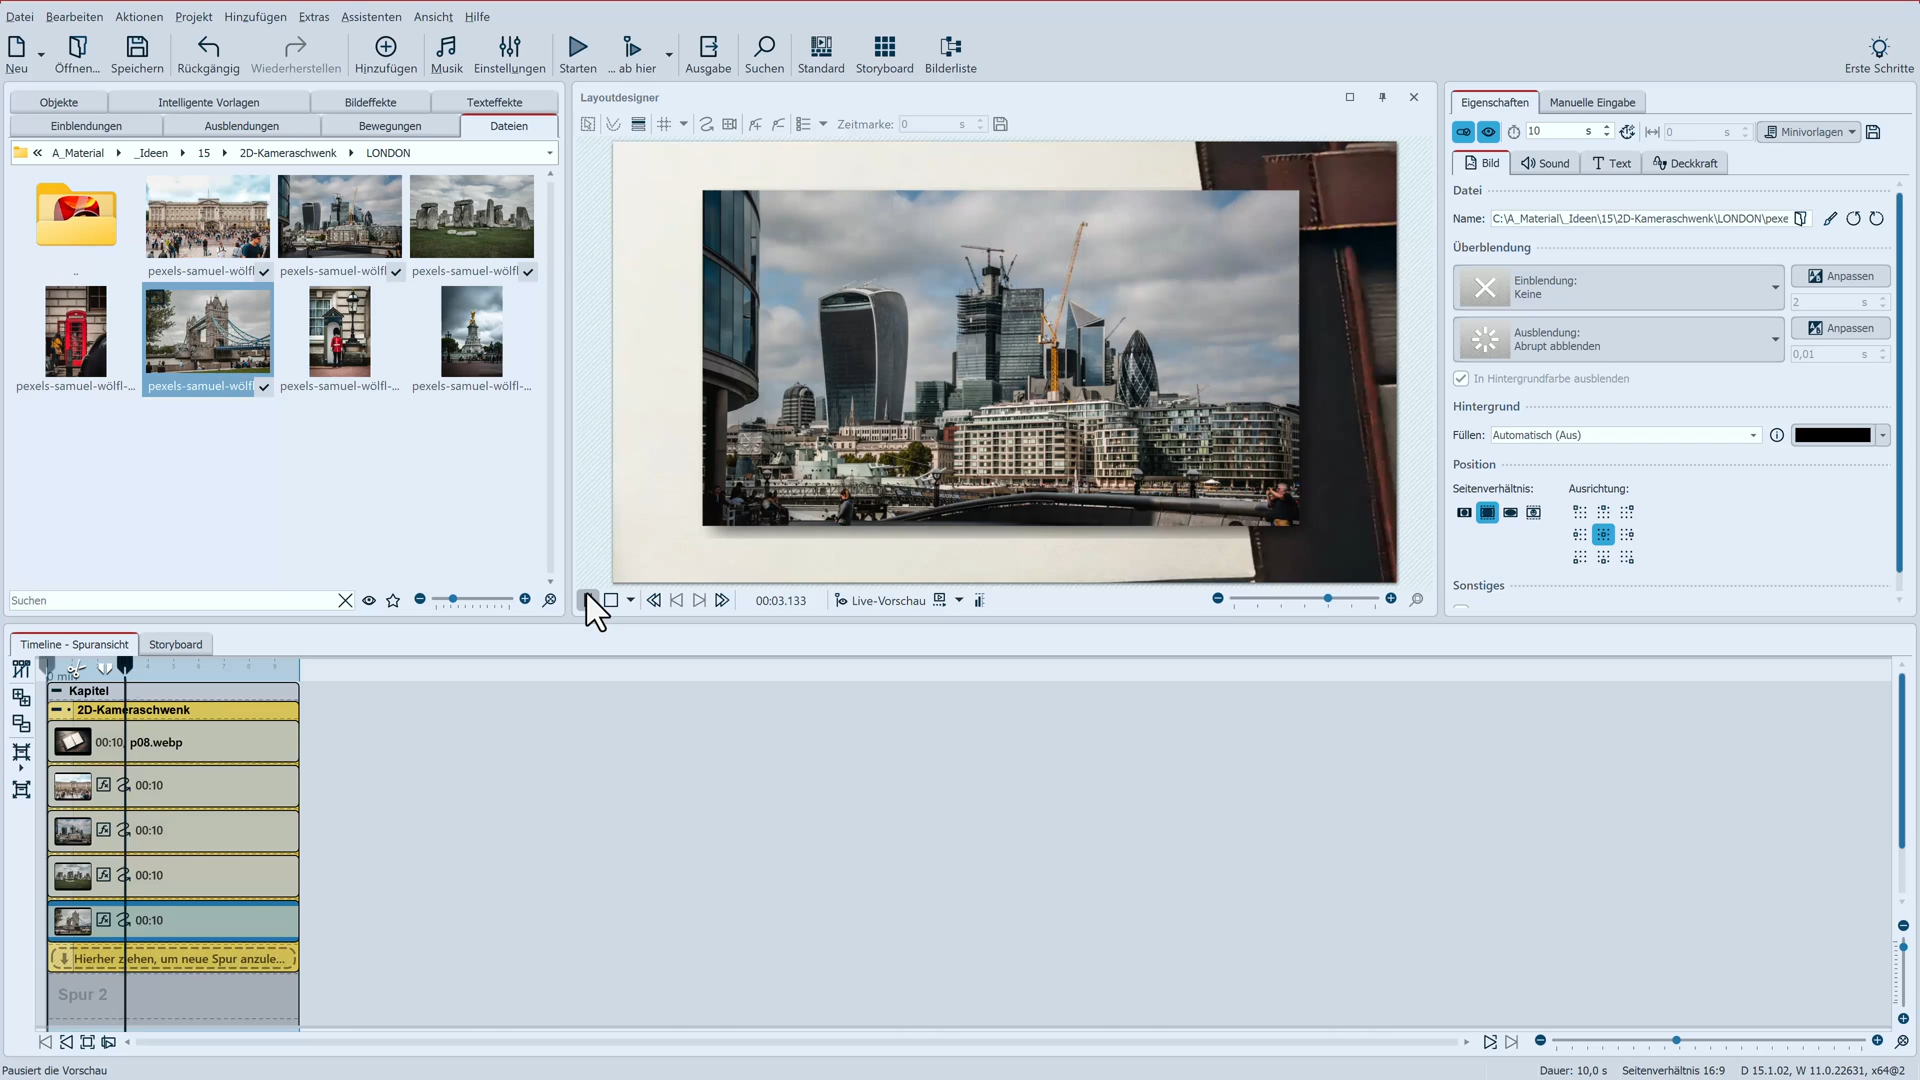 Datei Bearbeiten Aktionen Projekt Hinzufügen Extras Assistenten Ansicht Hilfe
Neu Öffnen... Speichern Rückgängig Wiederherstellen Hinzufügen Musik Einstellungen Starten ... ab hier Ausgabe Suchen Standard Storyboard Bilderliste Erste Schritte
Objekte Intelligente Vorlagen Bildeffekte Texteffekte
Einblendungen Ausblendungen Bewegungen Dateien
« A_Material _Ideen 15 2D-Kameraschwenk LONDON
..
pexels-samuel-wölfl
pexels-samuel-wölfl
pexels-samuel-wölfl
pexels-samuel-wölfl-...
pexels-samuel-wölfl
pexels-samuel-wölfl-...
pexels-samuel-wölfl-...
Suchen
Layoutdesigner
Zeitmarke: 0 s
00:03.133 Live-Vorschau
Eigenschaften Manuelle Eingabe
10 s 0 s Minivorlagen
Bild Sound Text Deckkraft
Datei
Name: C:\A_Material\_Ideen\15\2D-Kameraschwenk\LONDON\pexe
Überblendung
Einblendung:
Keine
Anpassen
2 s
Ausblendung:
Abrupt abblenden
Anpassen
0,01 s
In Hintergrundfarbe ausblenden
Hintergrund
Füllen: Automatisch (Aus)
Position
Seitenverhältnis: Ausrichtung:
Sonstiges
Timeline - Spuransicht Storyboard
4 5 6 7 8 9
0 min
Kapitel
2D-Kameraschwenk
00:10 p08.webp
00:10
00:10
00:10
00:10
Hierher ziehen, um neue Spur anzule...
Spur 2
Pausiert die Vorschau
Dauer: 10,0 s Seitenverhältnis 16:9 D 15.1.02, W 11.0.22631, x64@2